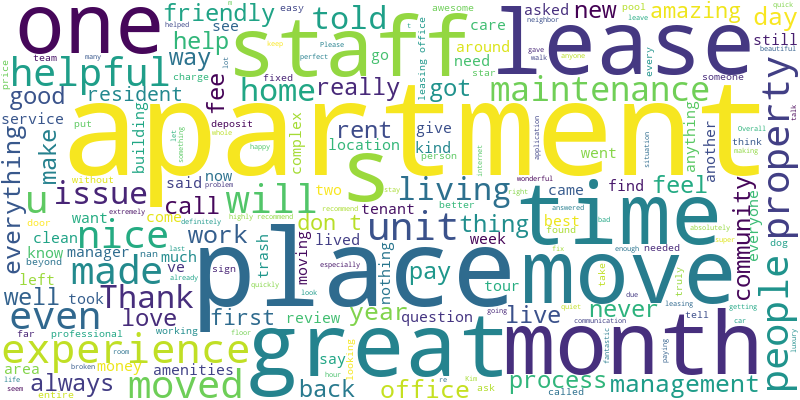 one
staff
lease
apartment
place
great
time
move
month
s
friendly
told
new
amazing
day
help
see
helped
easy
awesome
asked
neighbor
pool
leave
quick
beautiful
care
go
need
around
leasing office
star
gave
walk
anyone
every
someone
still
way
helpful
home
really
got
maintenance
team
many
price
charge
fixed
Please
perfect
keep
lot
good
resident
fee
deposit
service
put
building
complex
rent
location
give
kind
person
internet
went
application
situation
anything
another
Overall
think
making
talk
property
everything
make
without
let
something
whole
happy
u
issue
will
living
unit
thing
find
feel
community
everyone
dog
call
said
now
problem
two
tenant
better
stay
right
wonderful
came
best
bad
found
answered
absolutely
super
nice
work
don t
want
come
door
extremely
definitely
highly recommend
recommend
clean
know
manager
nan
much
ve
last
already
trash
moving
lived
nothing
week
fix
enough
needed
quiet
take
truly
people
beyond
left
made
Thank
sign
quickly
especially
look
pay
tour
even
well
took
love
first
review
year
question
live
never
due
getting
car
leasing
tell
far
professional
working
floor
going
communication
paying
fantastic
luxury
experience
area
room
money
amenities
say
looking
office
process
management
life
seem
entire
broken
always
moved
back
hour
re
Kin
ask
called